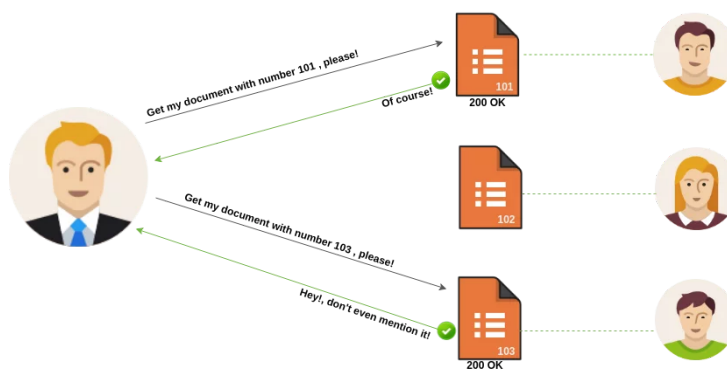 Get my document with number 101 , please!
101
Of course!
200 OK
102
Get my document with number 103 , please!
Hey!, don't even mention it!
103
200 OK